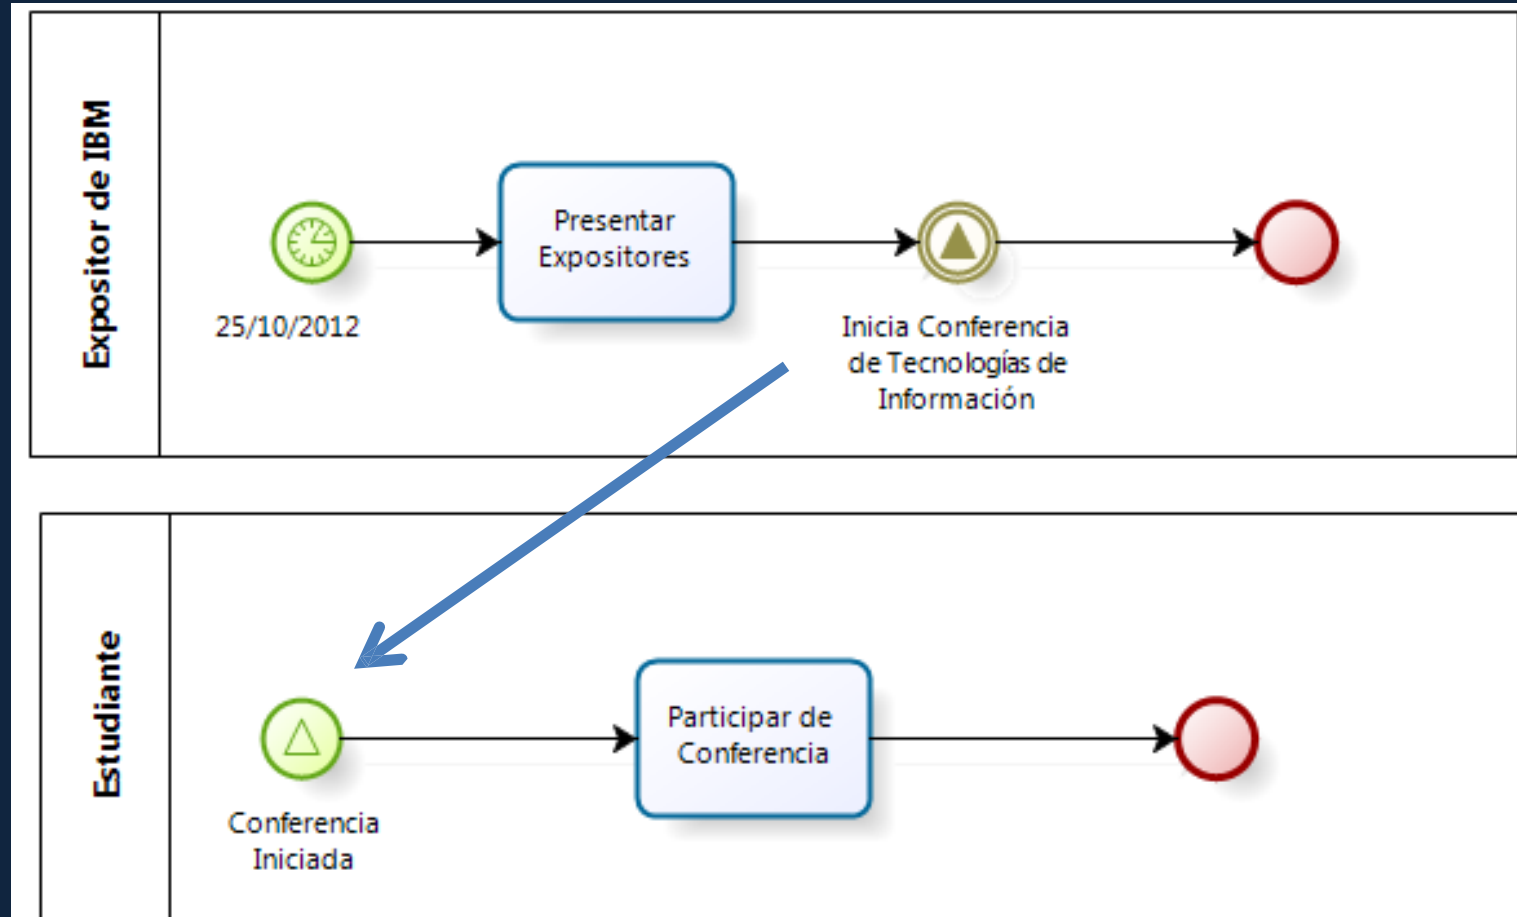 Expositor de IBM
Presentar
Expositores
25/10/2012
Inicia Conferencia
de Tecnologías de
Información
Estudiante
Participar de
Conferencia
Conferencia
Iniciada